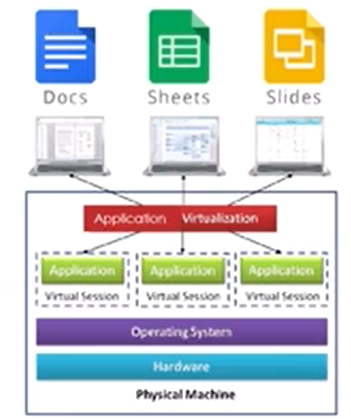 Docs Sheets Slides
Application Virtualization
Application Application Application
Virtual Session Virtual Session Virtual Session
Operating System
Hardware
Physical Machine